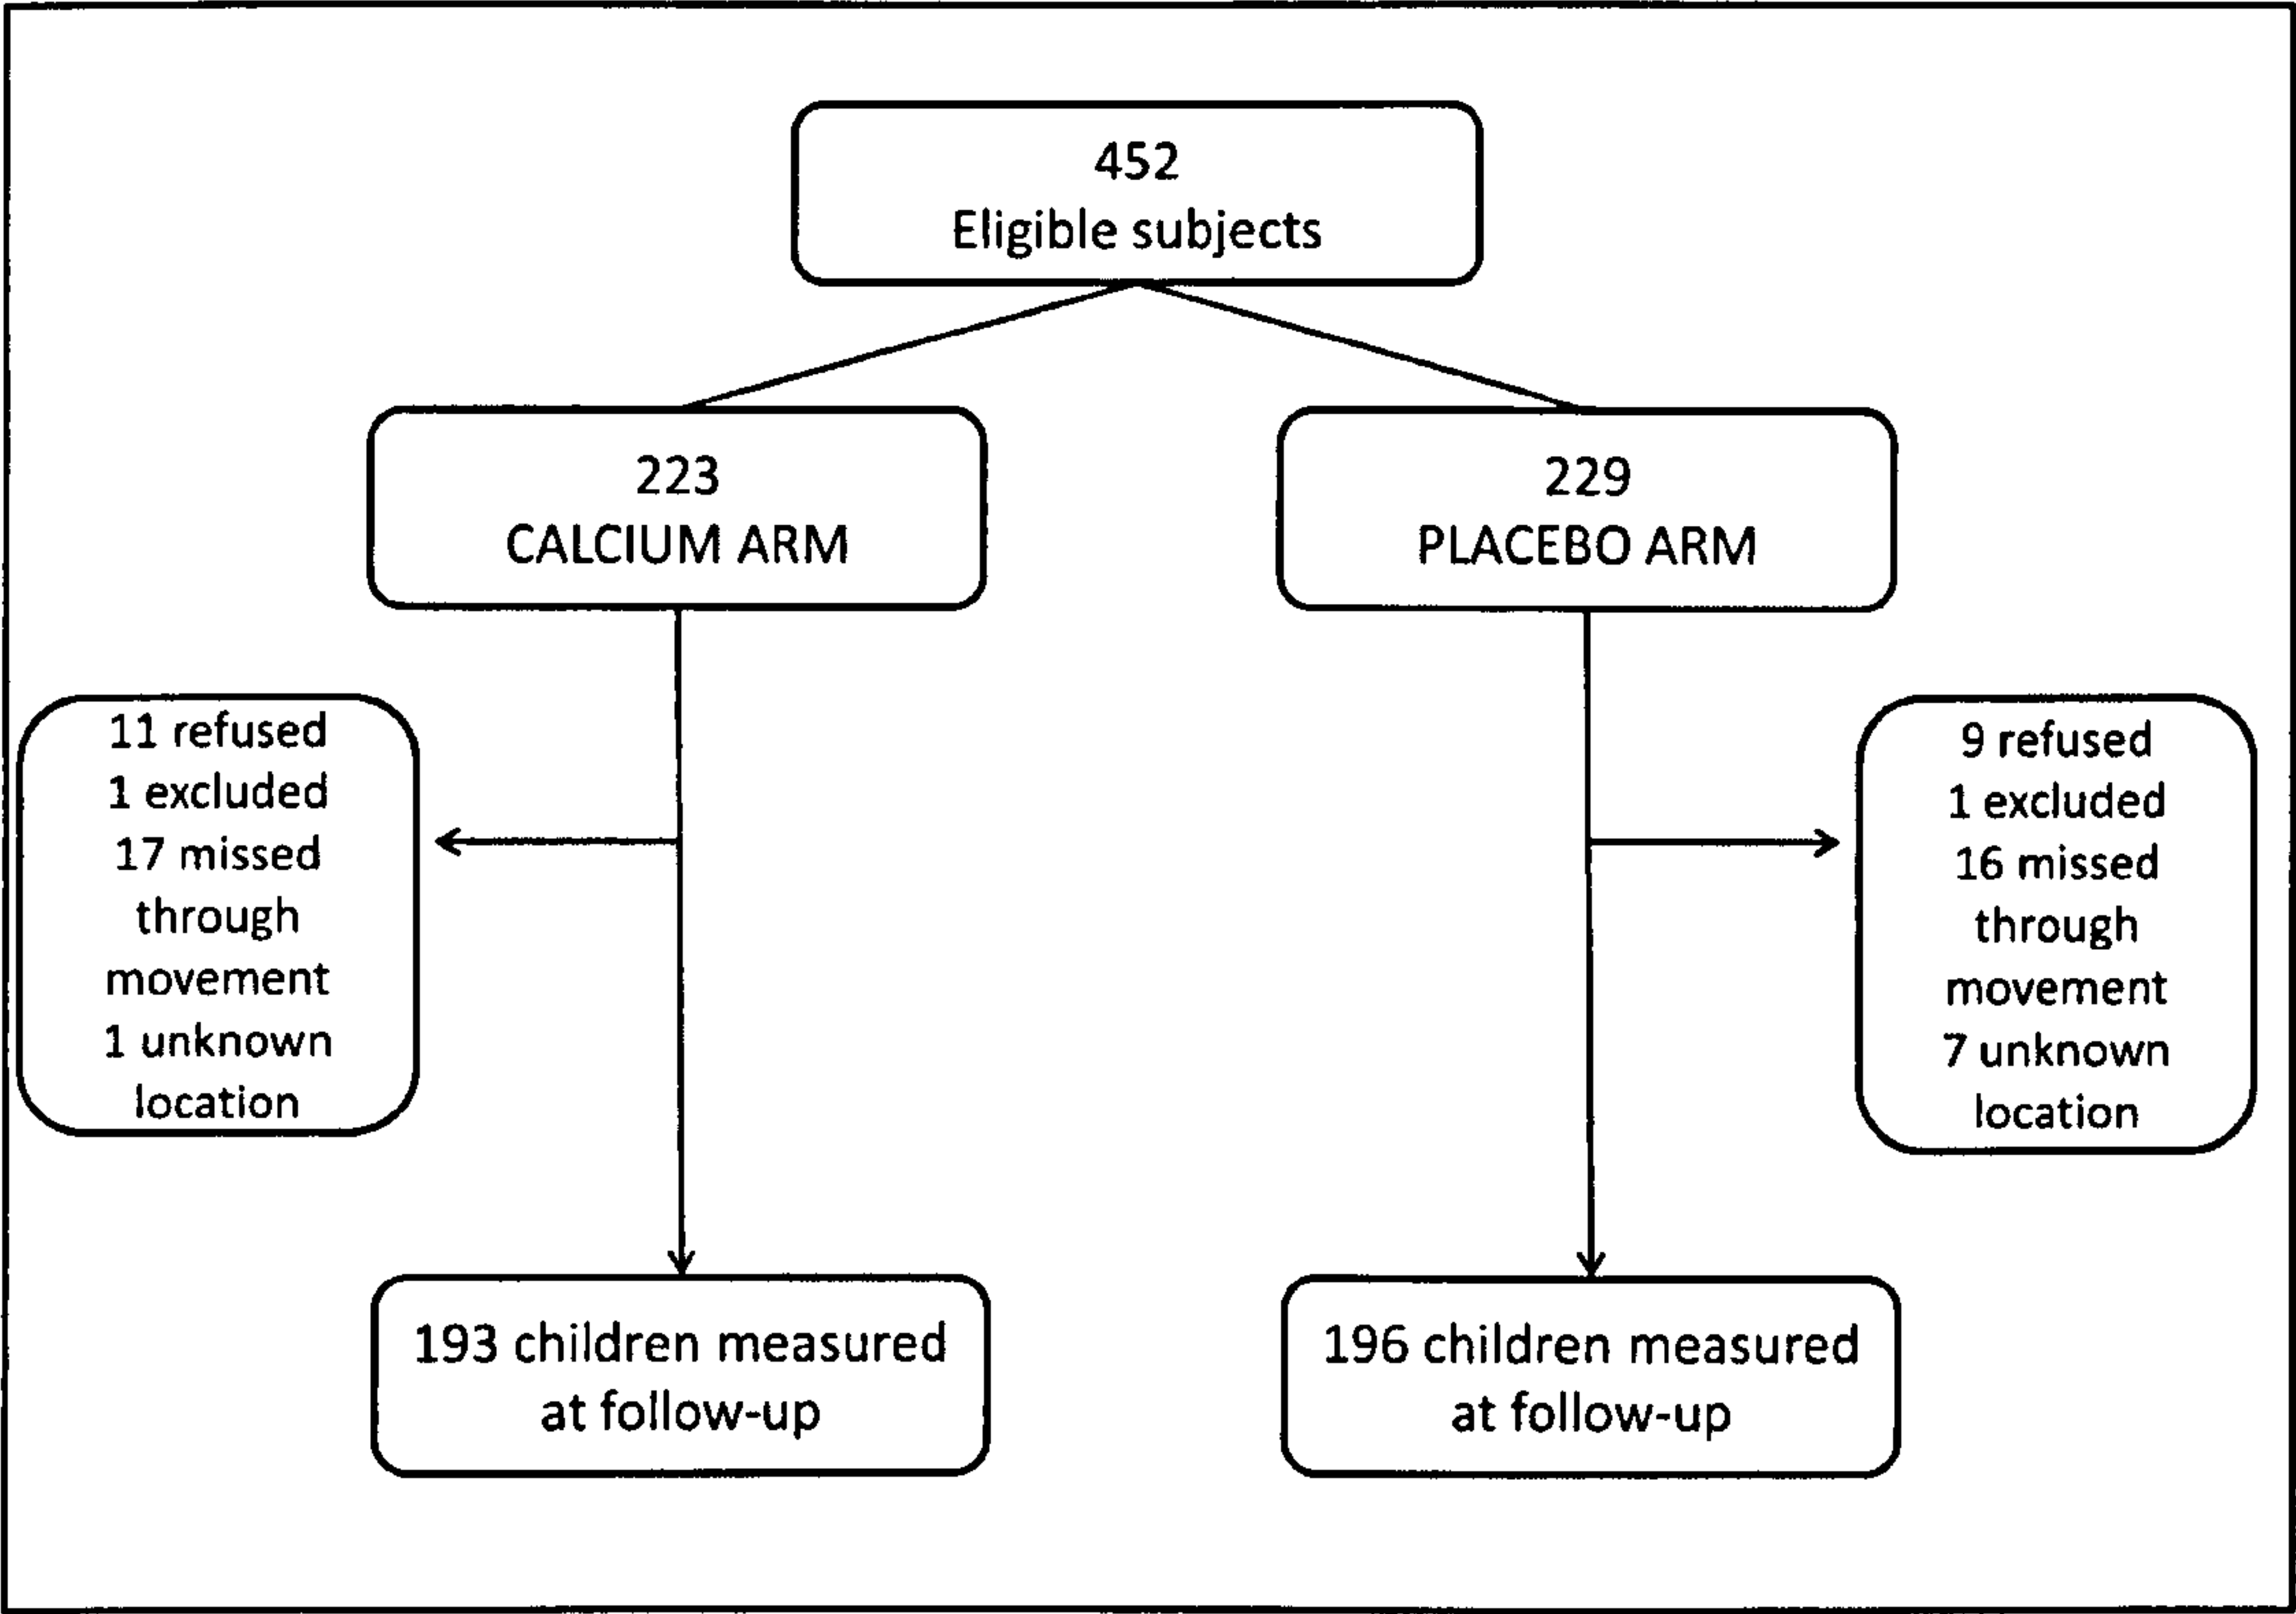 452
Eligible subjects
223
CALCIUM ARM
229
PLACEBO ARM
11 refused
1 excluded
17 missed
through
movement
1 unknown
location
9 refused
1 excluded
16 missed
through
movement
7 unknown
location
193 children measured
at follow-up
196 children measured
at follow-up